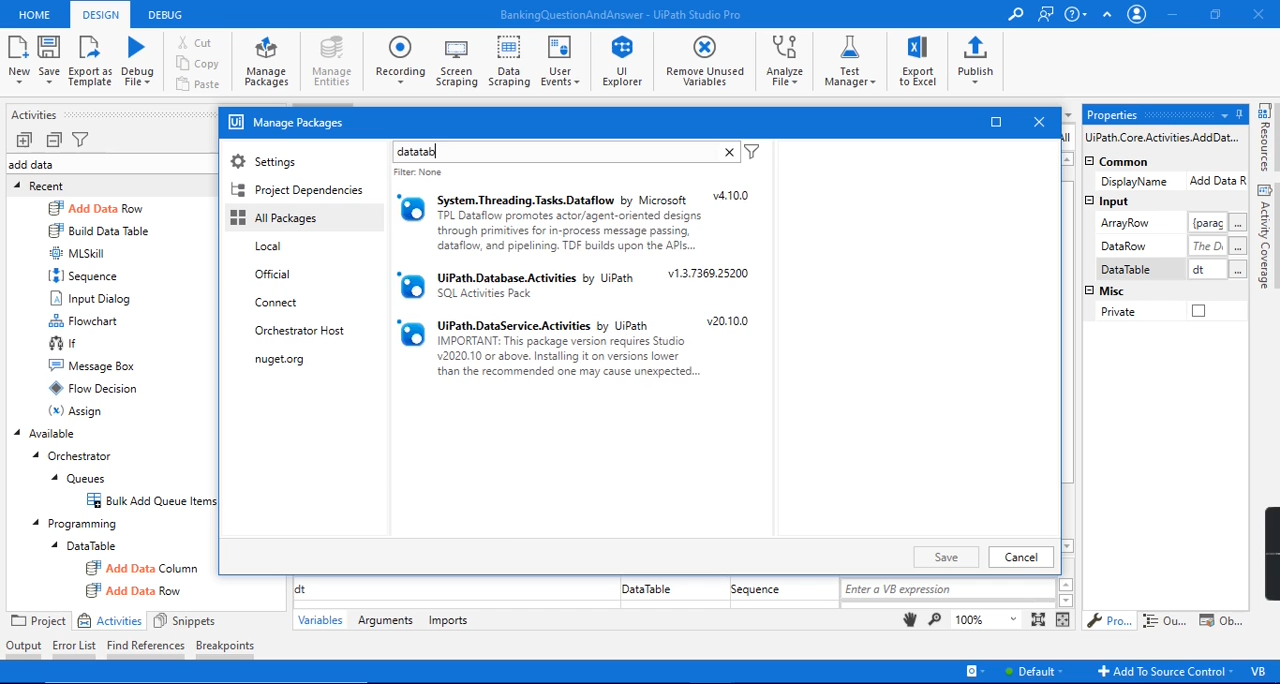 HOME
DESIGN
DEBUG
BankingQuestionAndAnswer - UiPath Studio Pro
New
Save
Export as
Template
Debug
File
Cut
Copy
Paste
Manage
Packages
Manage
Entities
Recording
Screen
Scraping
Data
Scraping
User
Events
UI
Explorer
Remove Unused
Variables
Analyze
File
Test
Manager
Export
to Excel
Publish
Activities
add data
Recent
Add Data Row
Build Data Table
MLSkill
Sequence
Input Dialog
Flowchart
If
Message Box
Flow Decision
Assign
Available
Orchestrator
Queues
Bulk Add Queue Items
Programming
DataTable
Add Data Column
Add Data Row
Project
Activities
Snippets
Ui Manage Packages
Settings
Project Dependencies
All Packages
Local
Official
Connect
Orchestrator Host
nuget.org
datatab
Filter: None
System.Threading.Tasks.Dataflow by Microsoft v4.10.0
TPL Dataflow promotes actor/agent-oriented designs
through primitives for in-process message passing,
dataflow, and pipelining. TDF builds upon the APIs...
UiPath.Database.Activities by UiPath v1.3.7369.25200
SQL Activities Pack
UiPath.DataService.Activities by UiPath v20.10.0
IMPORTANT: This package version requires Studio
v2020.10 or above. Installing it on versions lower
than the recommended one may cause unexpected...
Save
Cancel
dt DataTable Sequence Enter a VB expression
Variables
Arguments
Imports
100%
Properties
UiPath.Core.Activities.AddDat...
Common
DisplayName Add Data R
Input
ArrayRow {parag ...
DataRow The D ...
DataTable dt ...
Misc
Private
Pro...
Ou...
Ob...
Resources
Activity Coverage
Output
Error List
Find References
Breakpoints
Default
Add To Source Control
VB